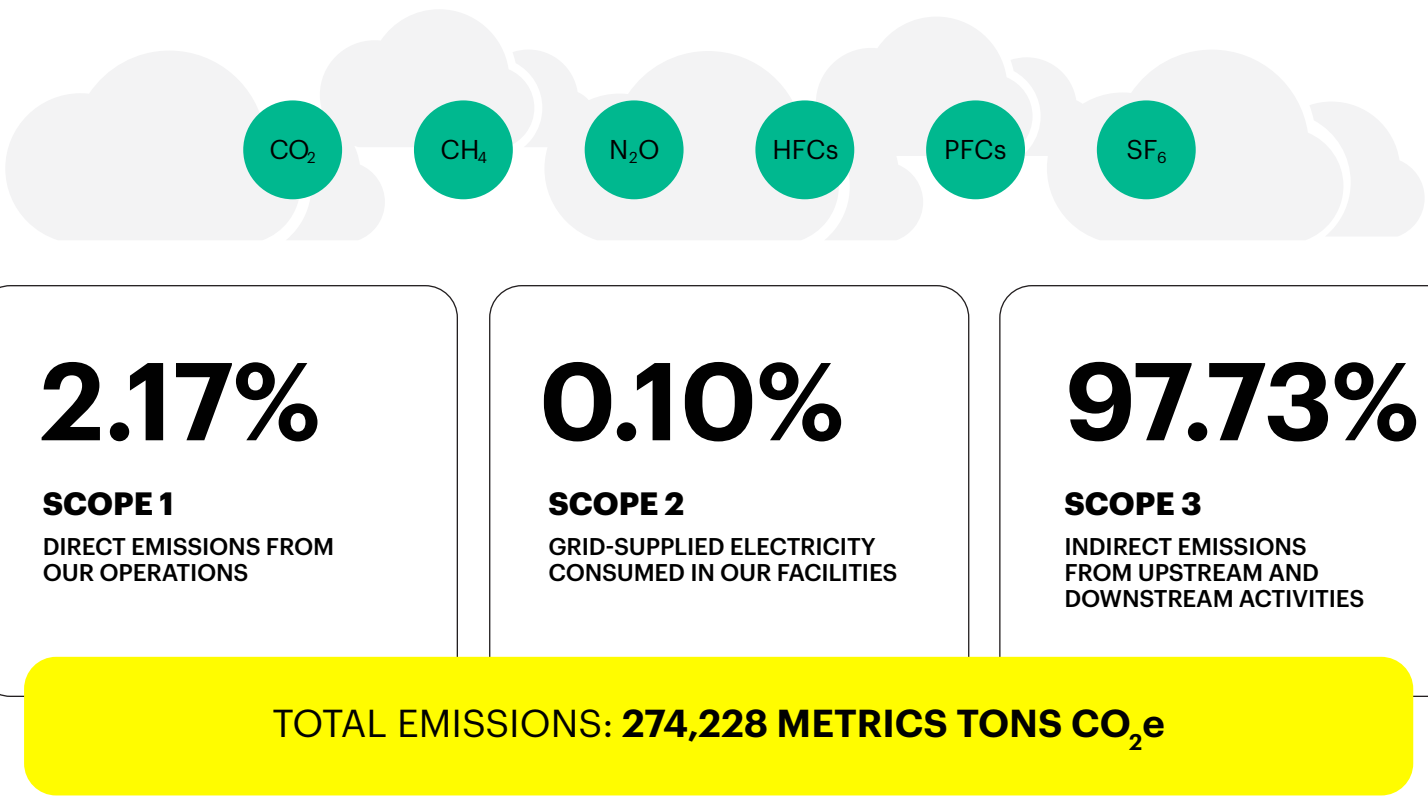 CO₂ CH₄ N₂O HFCs PFCs SF₆
2.17%
SCOPE 1
DIRECT EMISSIONS FROM
OUR OPERATIONS
0.10%
SCOPE 2
GRID-SUPPLIED ELECTRICITY
CONSUMED IN OUR FACILITIES
97.73%
SCOPE 3
INDIRECT EMISSIONS
FROM UPSTREAM AND
DOWNSTREAM ACTIVITIES
TOTAL EMISSIONS: 274,228 METRICS TONS CO₂e